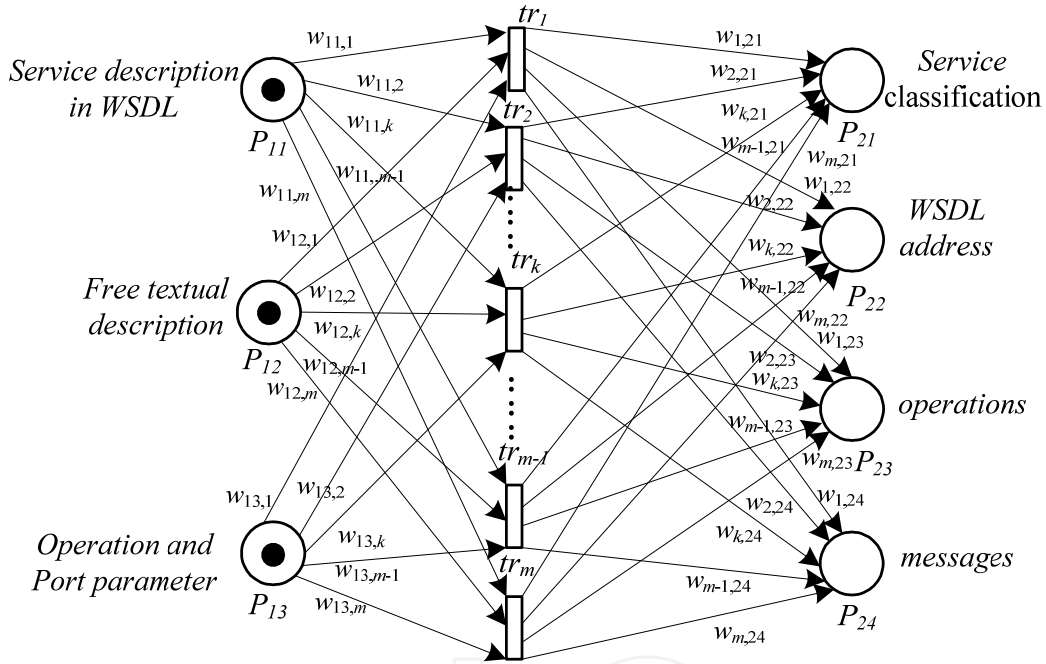 tr1
w11,1
w1,21
Service description
in WSDL
Service
classification
w11,2
w2,21
P11
w11,k
tr2
wk,21
P21
w11,,m-1
wm-1,21
wm,21
w11,m
w1,22
w2,22
WSDL
address
w12,1
wk,22
trk
Free textual
description
w12,2
wm-1,22
P22
w12,k
wm,22
w1,23
P12
w12,m-1
w2,23
w12,m
wk,23
operations
wm-1,23
trm-1
wm,23
P23
w13,1
w13,2
w2,24
w1,24
Operation and
Port parameter
w13,k
wk,24
messages
w13,m-1
trm
wm-1,24
P13
w13,m
P24
wm,24